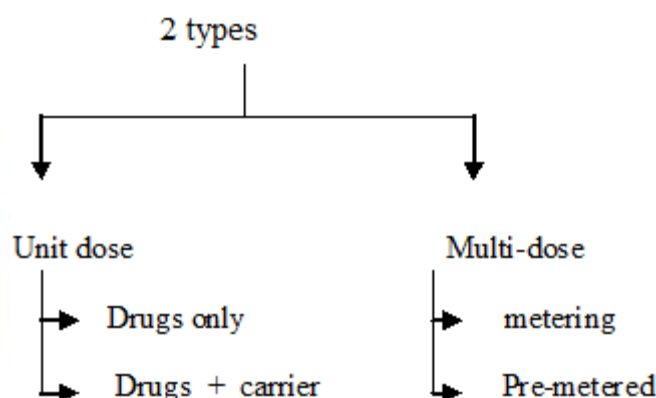 2 types
Unit dose
Multi-dose
Drugs only
metering
Drugs + carrier
Pre-metered